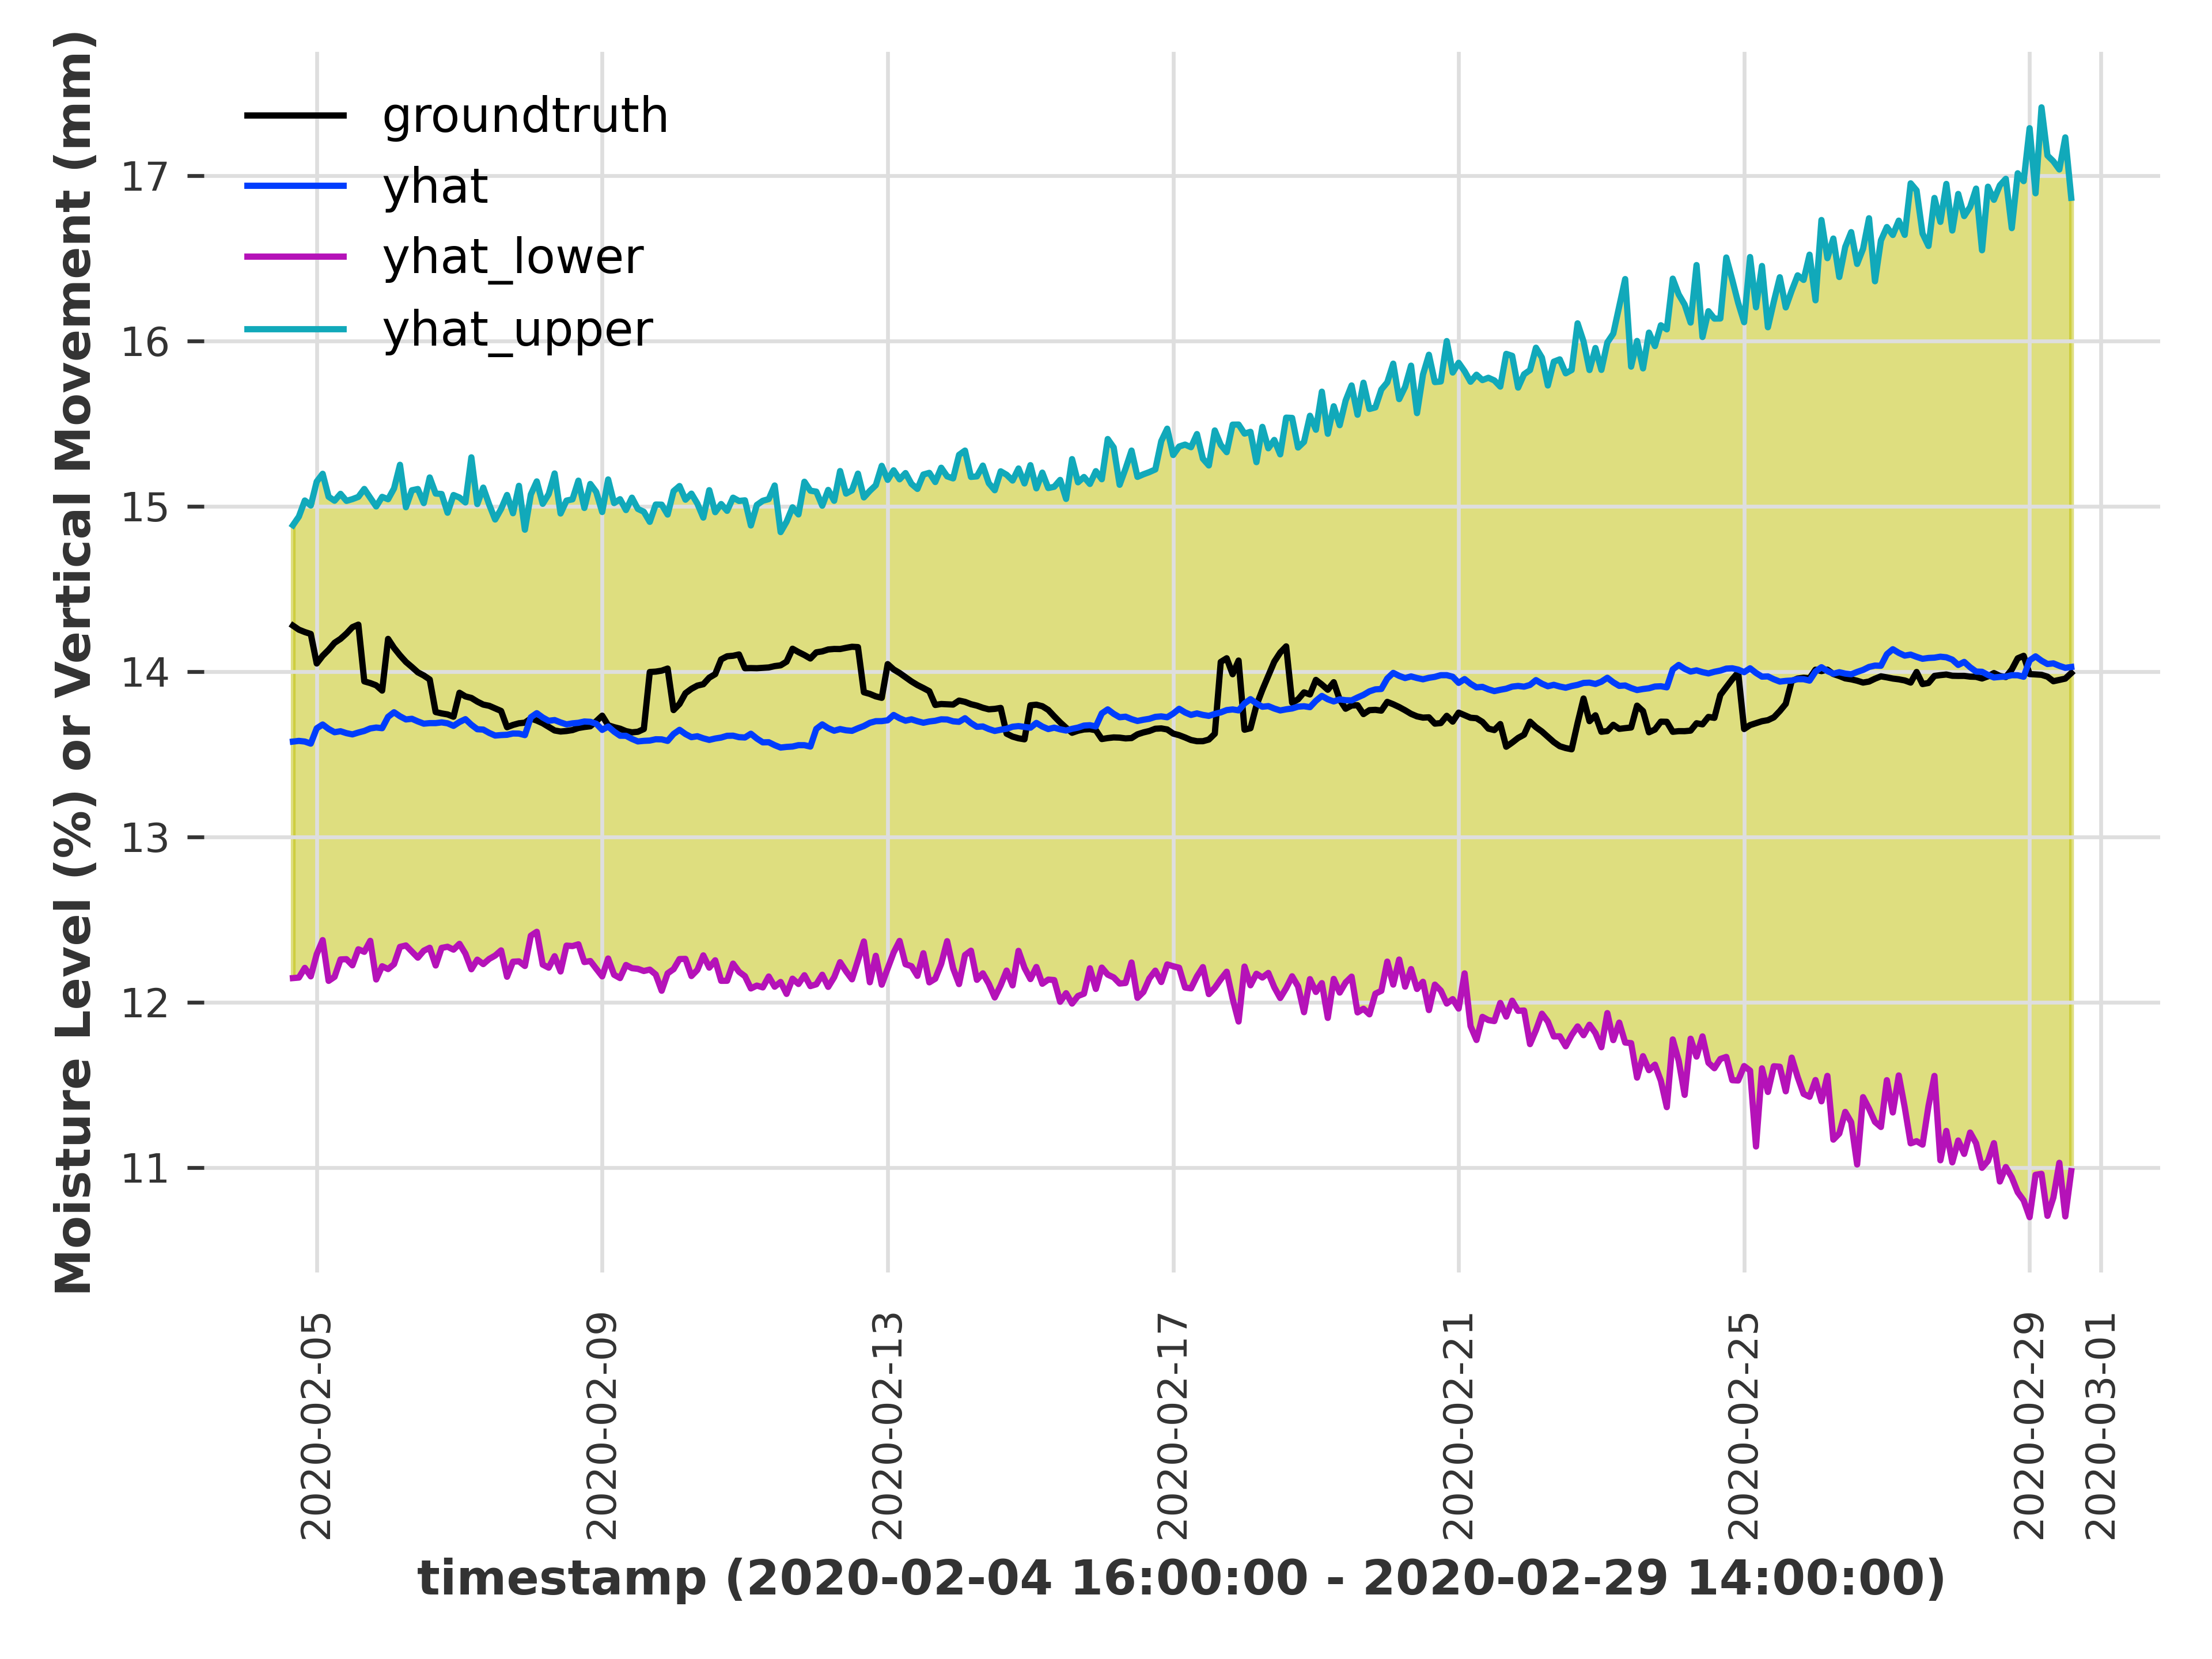 Moisture Level (%) or Vertical Movement (mm)
groundtruth
yhat
yhat_lower
yhat_upper
17
16
15
14
13
12
11
2020-02-05
2020-02-09
2020-02-13
2020-02-17
2020-02-21
2020-02-25
2020-02-29
2020-03-01
timestamp (2020-02-04 16:00:00 - 2020-02-29 14:00:00)